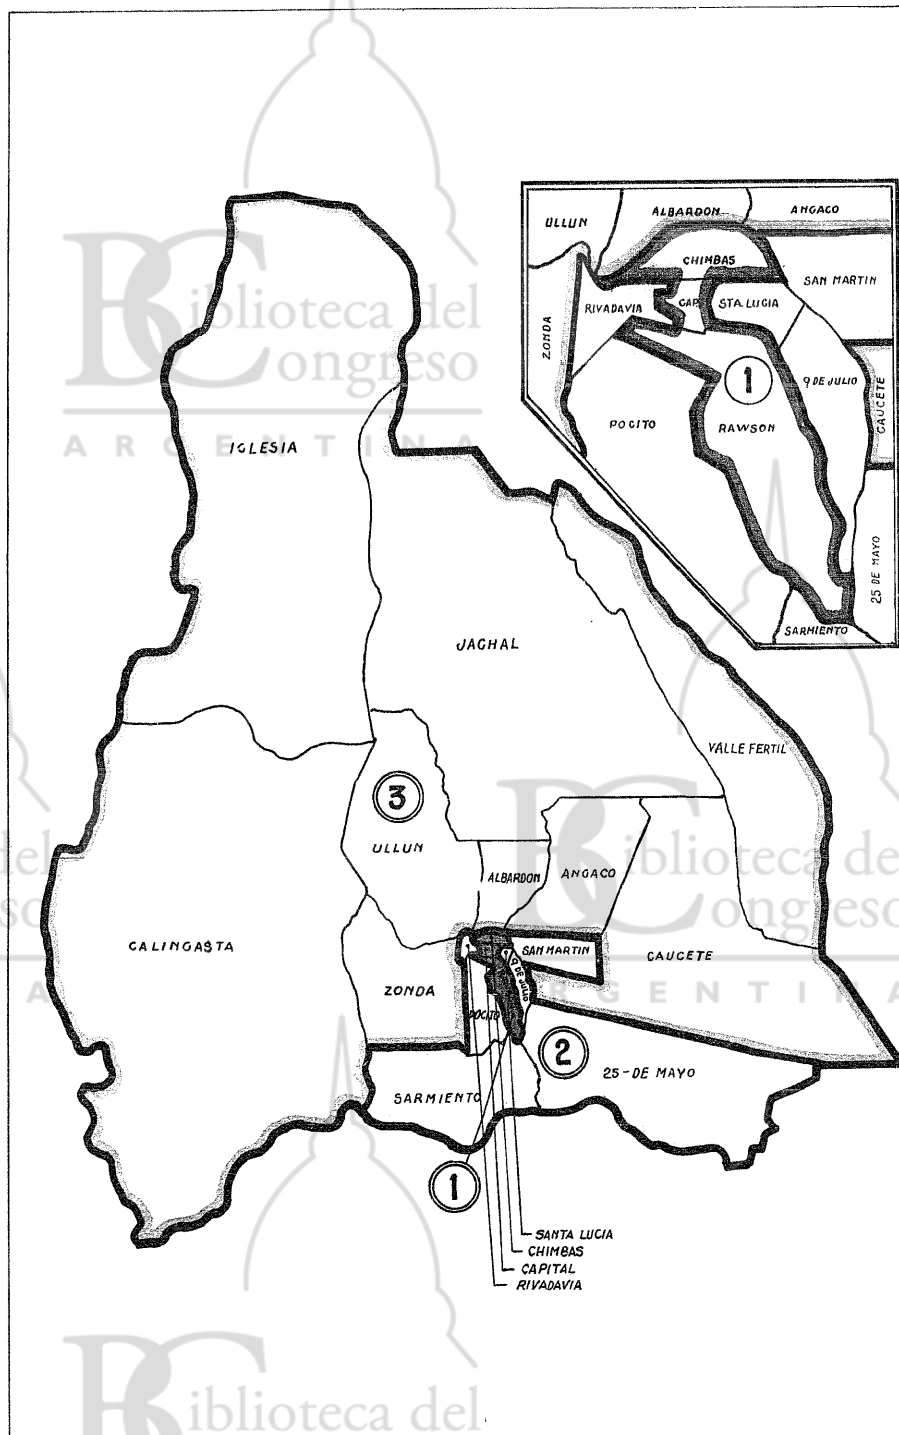 ULLUN
ALBARDON
ANGACO
CHIMBAS
SAN MARTIN
RIVADAVIA
CAP.
STA. LUCIA
ZONDA
1
9 DE JULIO
CAUCETE
POCITO
RAWSON
25 DE MAYO
SARMIENTO
Biblioteca del
Congreso
ARGENTINA
IGLESIA
JACHAL
VALLE FERTIL
3
ULLUN
ALBARDON
ANGACO
Biblioteca del
Congreso
ARGENTINA
CALINGASTA
SAN MARTIN
CAUCETE
9 DE JULIO
ZONDA
POCITO
2
25-DE MAYO
SARMIENTO
1
SANTA LUCIA
CHIMBAS
CAPITAL
RIVADAVIA
Biblioteca del